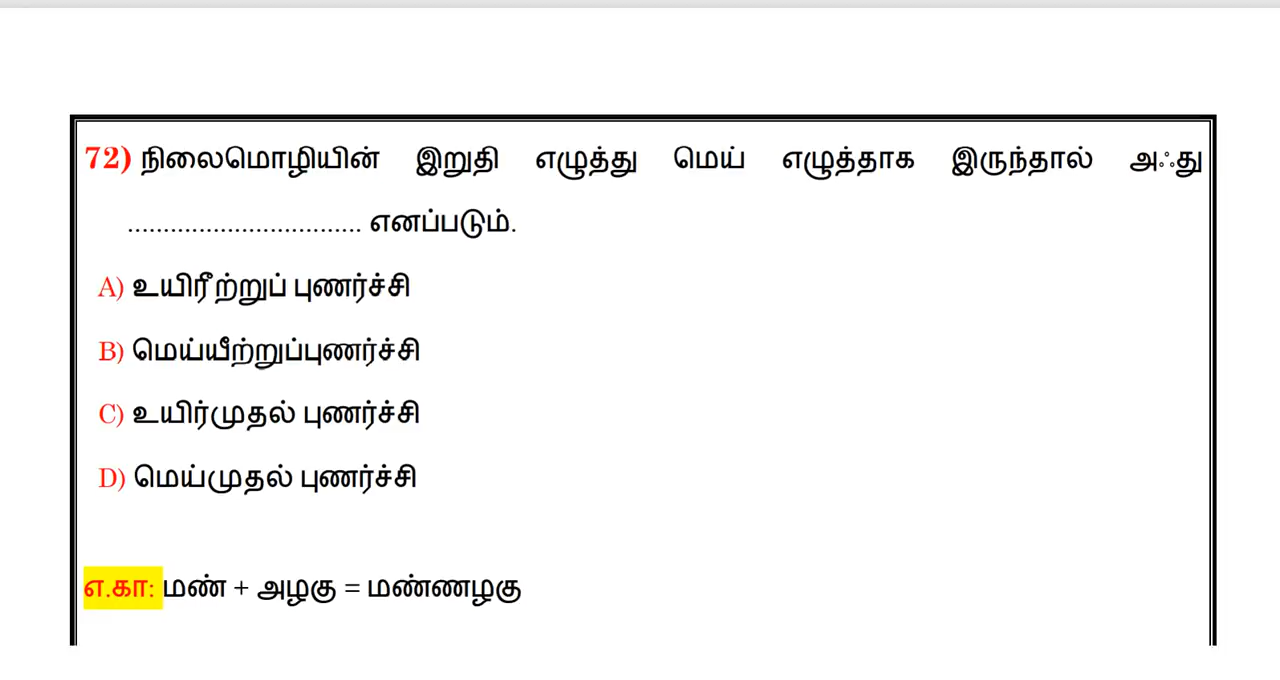 72) நிலைமொழியின் இறுதி எழுத்து மெய் எழுத்தாக இருந்தால் அஃது
................................. எனப்படும்.
A) உயிரீற்றுப் புணர்ச்சி
B) மெய்யீற்றுப்புணர்ச்சி
C) உயிர்முதல் புணர்ச்சி
D) மெய்முதல் புணர்ச்சி
எ.கா: மண் + அழகு = மண்ணழகு